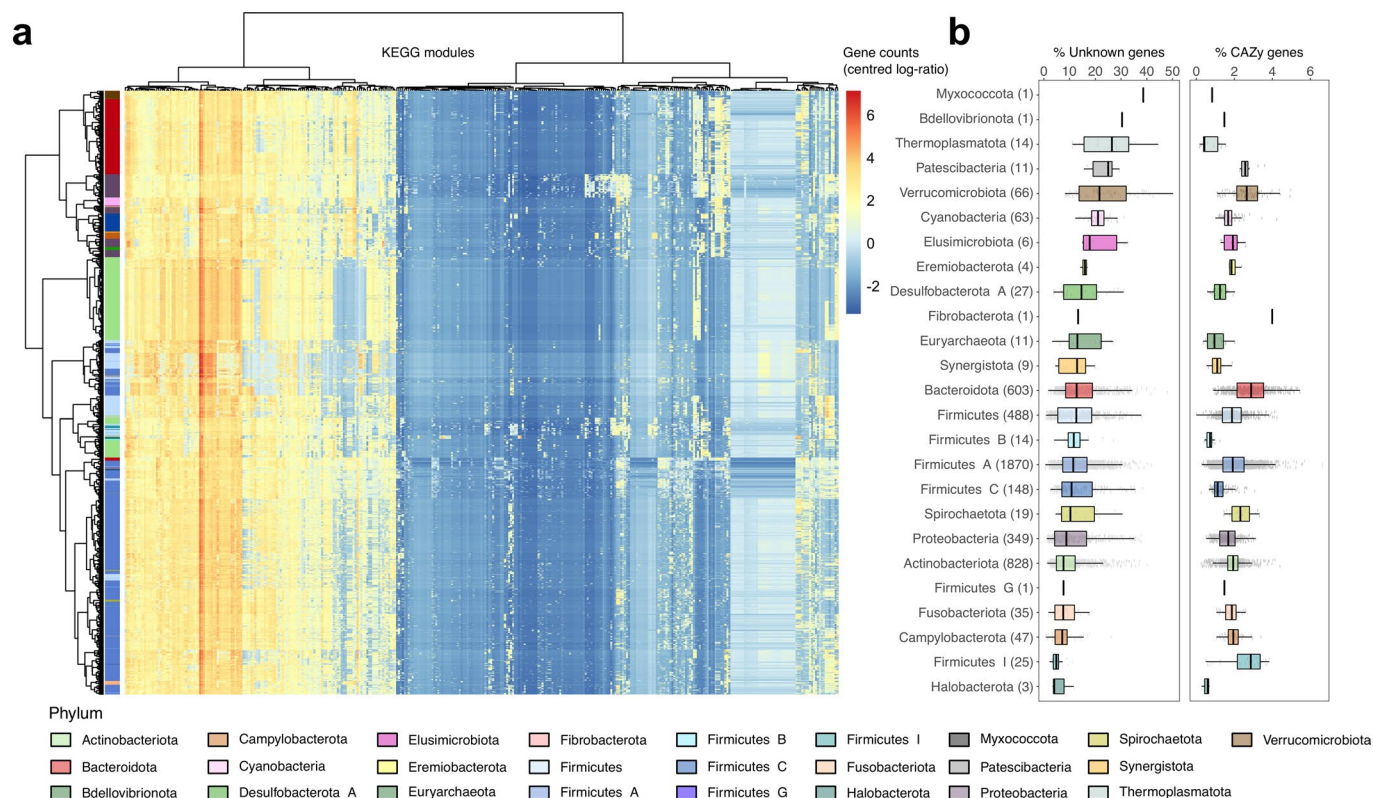 a
KEGG modules
Gene counts
(centred log-ratio)
6
4
2
0
-2
b
% Unknown genes
% CAZy genes
0 10 20 30 40 50
0 2 4 6
Myxococcota (1)
Bdellovibrionota (1)
Thermoplasmatota (14)
Patescibacteria (11)
Verrucomicrobiota (66)
Cyanobacteria (63)
Elusimicrobiota (6)
Eremiobacterota (4)
Desulfobacterota A (27)
Fibrobacterota (1)
Euryarchaeota (11)
Synergistota (9)
Bacteroidota (603)
Firmicutes (488)
Firmicutes B (14)
Firmicutes A (1870)
Firmicutes C (148)
Spirochaetota (19)
Proteobacteria (349)
Actinobacteriota (828)
Firmicutes G (1)
Fusobacteriota (35)
Campylobacterota (47)
Firmicutes I (25)
Halobacterota (3)
Phylum
Actinobacteriota Campylobacterota Elusimicrobiota Fibrobacterota Firmicutes B Firmicutes I Myxococcota Spirochaetota Verrucomicrobiota
Bacteroidota Cyanobacteria Eremiobacterota Firmicutes Firmicutes C Fusobacteriota Patescibacteria Synergistota
Bdellovibrionota Desulfobacterota A Euryarchaeota Firmicutes A Firmicutes G Halobacterota Proteobacteria Thermoplasmatota